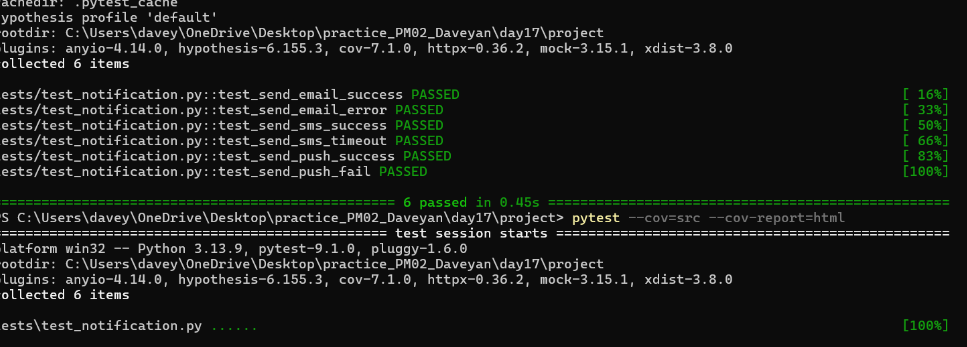 achedir: .pytest_cache
ypothesis profile 'default'
ootdir: C:\Users\davey\OneDrive\Desktop\practice_PM02_Daveyan\day17\project
lugins: anyio-4.14.0, hypothesis-6.155.3, cov-7.1.0, httpx-0.36.2, mock-3.15.1, xdist-3.8.0
ollected 6 items
ests/test_notification.py::test_send_email_success PASSED [ 16%]
ests/test_notification.py::test_send_email_error PASSED [ 33%]
ests/test_notification.py::test_send_sms_success PASSED [ 50%]
ests/test_notification.py::test_send_sms_timeout PASSED [ 66%]
ests/test_notification.py::test_send_push_success PASSED [ 83%]
ests/test_notification.py::test_send_push_fail PASSED [100%]
================================================== 6 passed in 0.45s ==================================================
PS C:\Users\davey\OneDrive\Desktop\practice_PM02_Daveyan\day17\project> pytest --cov=src --cov-report=html
================================================= test session starts =================================================
latform win32 -- Python 3.13.9, pytest-9.1.0, pluggy-1.6.0
ootdir: C:\Users\davey\OneDrive\Desktop\practice_PM02_Daveyan\day17\project
lugins: anyio-4.14.0, hypothesis-6.155.3, cov-7.1.0, httpx-0.36.2, mock-3.15.1, xdist-3.8.0
ollected 6 items
ests\test_notification.py ...... [100%]